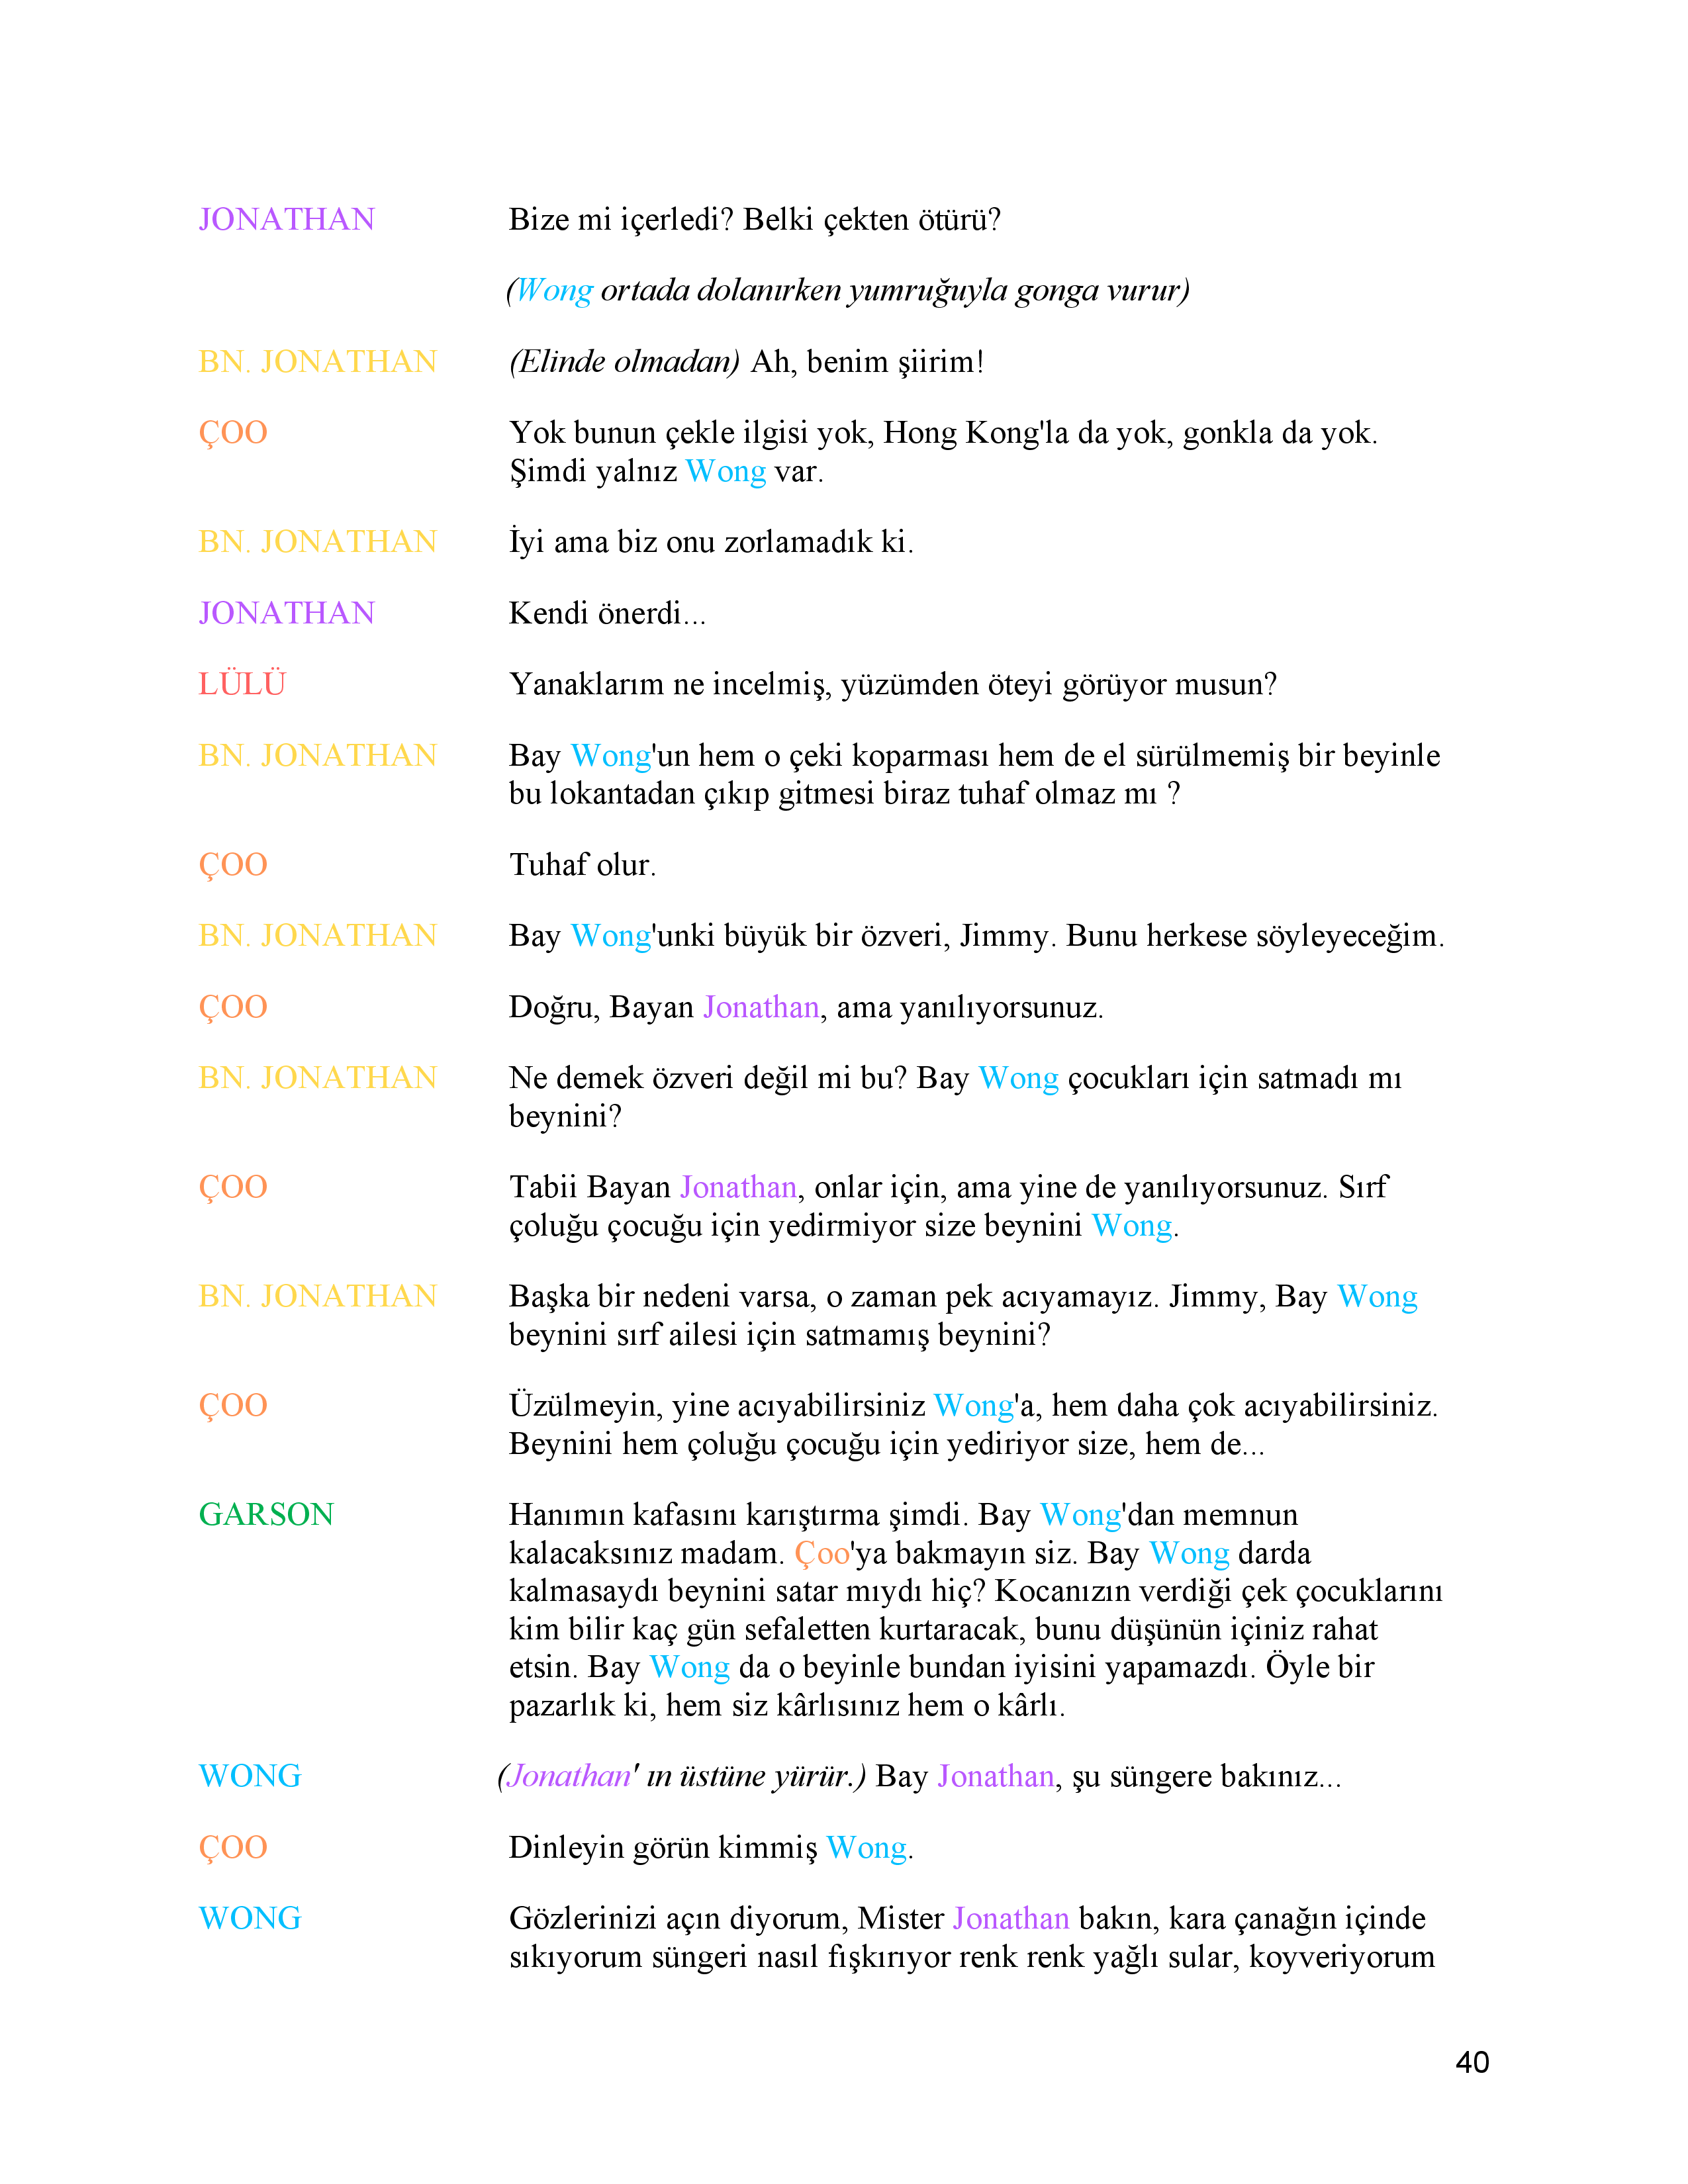 JONATHAN Bize mi içerledi? Belki çekten ötürü?
(Wong ortada dolanırken yumruğuyla gonga vurur)
BN. JONATHAN (Elinde olmadan) Ah, benim şiirim!
ÇOO Yok bunun çekle ilgisi yok, Hong Kong'la da yok, gonkla da yok.
Şimdi yalnız Wong var.
BN. JONATHAN İyi ama biz onu zorlamadık ki.
JONATHAN Kendi önerdi...
LÜLÜ Yanaklarım ne incelmiş, yüzümden öteyi görüyor musun?
BN. JONATHAN Bay Wong'un hem o çeki koparması hem de el sürülmemiş bir beyinle
bu lokantadan çıkıp gitmesi biraz tuhaf olmaz mı ?
ÇOO Tuhaf olur.
BN. JONATHAN Bay Wong'unki büyük bir özveri, Jimmy. Bunu herkese söyleyeceğim.
ÇOO Doğru, Bayan Jonathan, ama yanılıyorsunuz.
BN. JONATHAN Ne demek özveri değil mi bu? Bay Wong çocukları için satmadı mı
beynini?
ÇOO Tabii Bayan Jonathan, onlar için, ama yine de yanılıyorsunuz. Sırf
çoluğu çocuğu için yedirmiyor size beynini Wong.
BN. JONATHAN Başka bir nedeni varsa, o zaman pek acıyamayız. Jimmy, Bay Wong
beynini sırf ailesi için satmamış beynini?
ÇOO Üzülmeyin, yine acıyabilirsiniz Wong'a, hem daha çok acıyabilirsiniz.
Beynini hem çoluğu çocuğu için yediriyor size, hem de...
GARSON Hanımın kafasını karıştırma şimdi. Bay Wong'dan memnun
kalacaksınız madam. Çoo'ya bakmayın siz. Bay Wong darda
kalmasaydı beynini satar mıydı hiç? Kocanızın verdiği çek çocuklarını
kim bilir kaç gün sefaletten kurtaracak, bunu düşünün içiniz rahat
etsin. Bay Wong da o beyinle bundan iyisini yapamazdı. Öyle bir
pazarlık ki, hem siz kârlısınız hem o kârlı.
WONG (Jonathan' ın üstüne yürür.) Bay Jonathan, şu süngere bakınız...
ÇOO Dinleyin görün kimmiş Wong.
WONG Gözlerinizi açın diyorum, Mister Jonathan bakın, kara çanağın içinde
sıkıyorum süngeri nasıl fışkırıyor renk renk yağlı sular, koyveriyorum
40